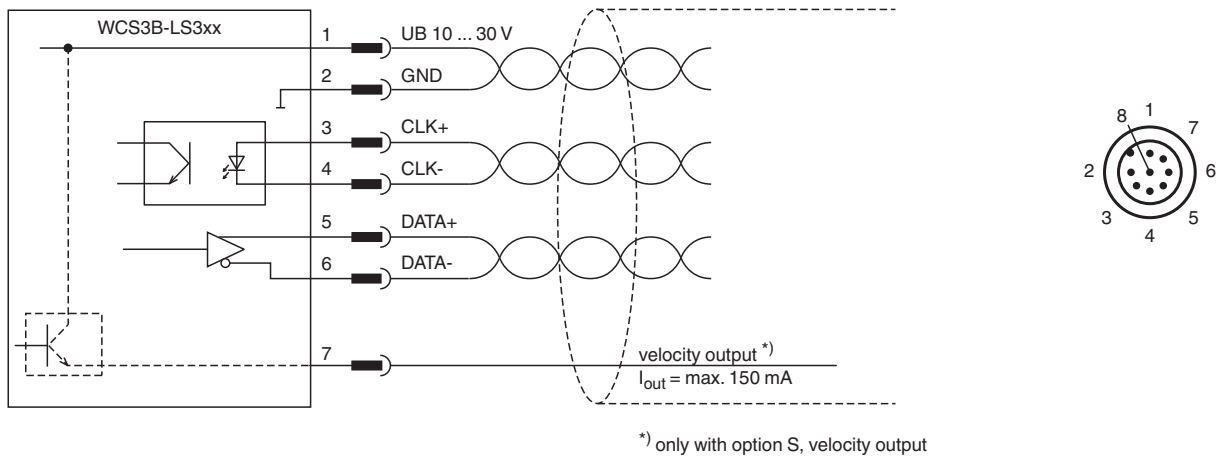 WCS3B-LS3xx
1 UB 10 ... 30 V
2 GND
3 CLK+
4 CLK-
5 DATA+
6 DATA-
7 velocity output *)
Iout = max. 150 mA
*) only with option S, velocity output
8 1 7
2 6
3 5
4